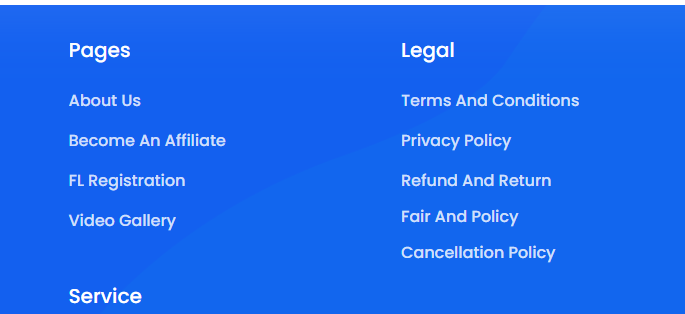 Pages
About Us
Become An Affiliate
FL Registration
Video Gallery
Service
Legal
Terms And Conditions
Privacy Policy
Refund And Return
Fair And Policy
Cancellation Policy